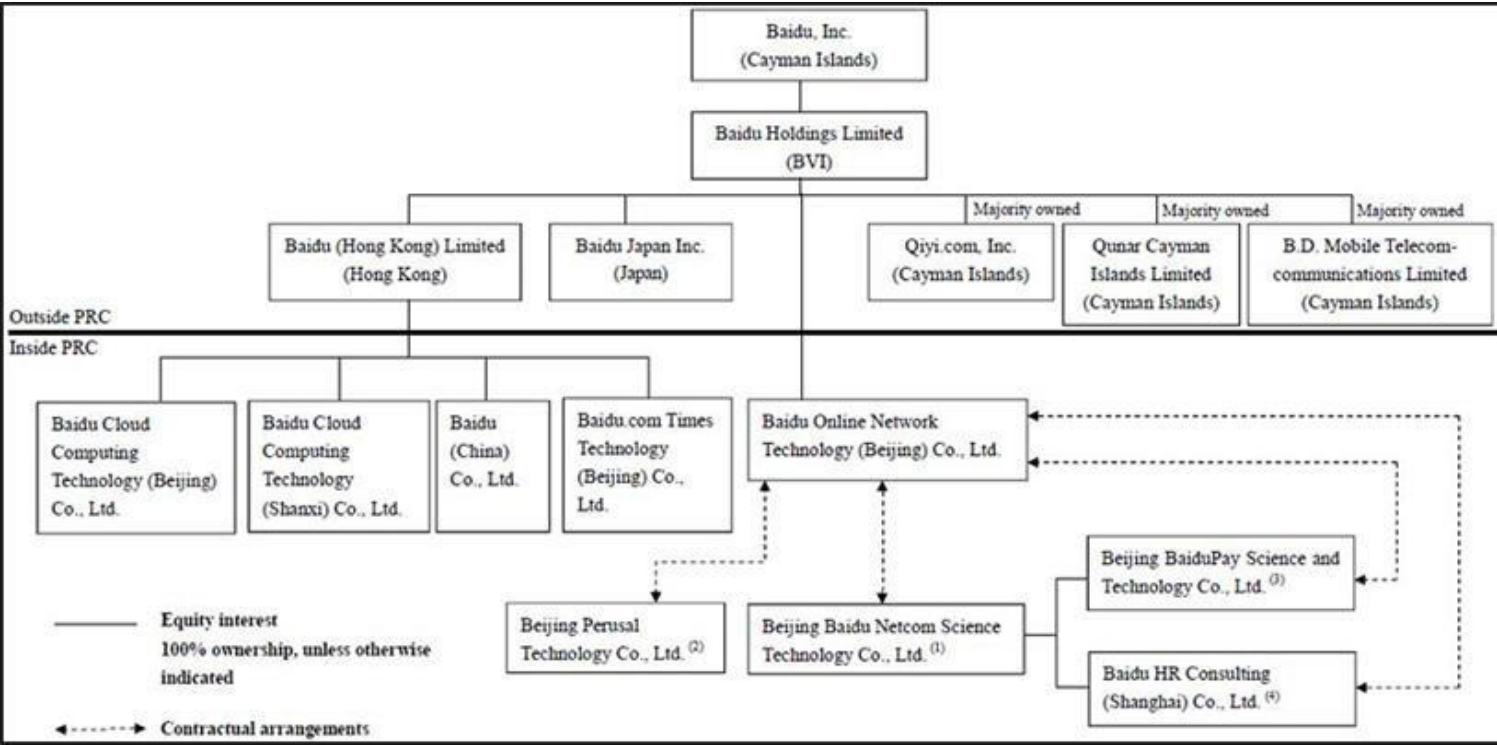 Baidu, Inc.
(Cayman Islands)
Baidu Holdings Limited
(BVI)
Majority owned
Majority owned
Majority owned
Baidu (Hong Kong) Limited
(Hong Kong)
Baidu Japan Inc.
(Japan)
Qiyi.com, Inc.
(Cayman Islands)
Qunar Cayman
Islands Limited
(Cayman Islands)
B.D. Mobile Telecom-
communications Limited
(Cayman Islands)
Outside PRC
Inside PRC
Baidu Cloud
Computing
Technology (Beijing)
Co., Ltd.
Baidu Cloud
Computing
Technology
(Shanxi) Co., Ltd.
Baidu
(China)
Co., Ltd.
Baidu.com Times
Technology
(Beijing) Co.,
Ltd.
Baidu Online Network
Technology (Beijing) Co., Ltd.
Beijing BaiduPay Science and
Technology Co., Ltd. (3)
Beijing Perusal
Technology Co., Ltd. (2)
Beijing Baidu Netcom Science
Technology Co., Ltd. (1)
Baidu HR Consulting
(Shanghai) Co., Ltd. (4)
Equity interest
100% ownership, unless otherwise
indicated
Contractual arrangements